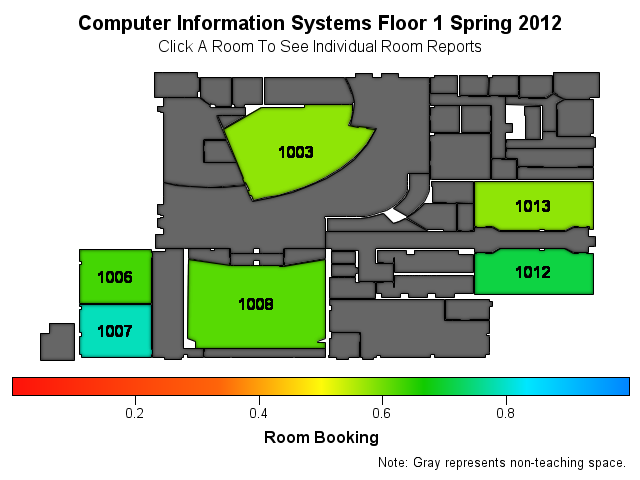 Computer Information Systems Floor 1 Spring 2012
Click A Room To See Individual Room Reports
1003
1013
1012
1006
1008
1007
0.2 0.4 0.6 0.8
Room Booking
Note: Gray represents non-teaching space.